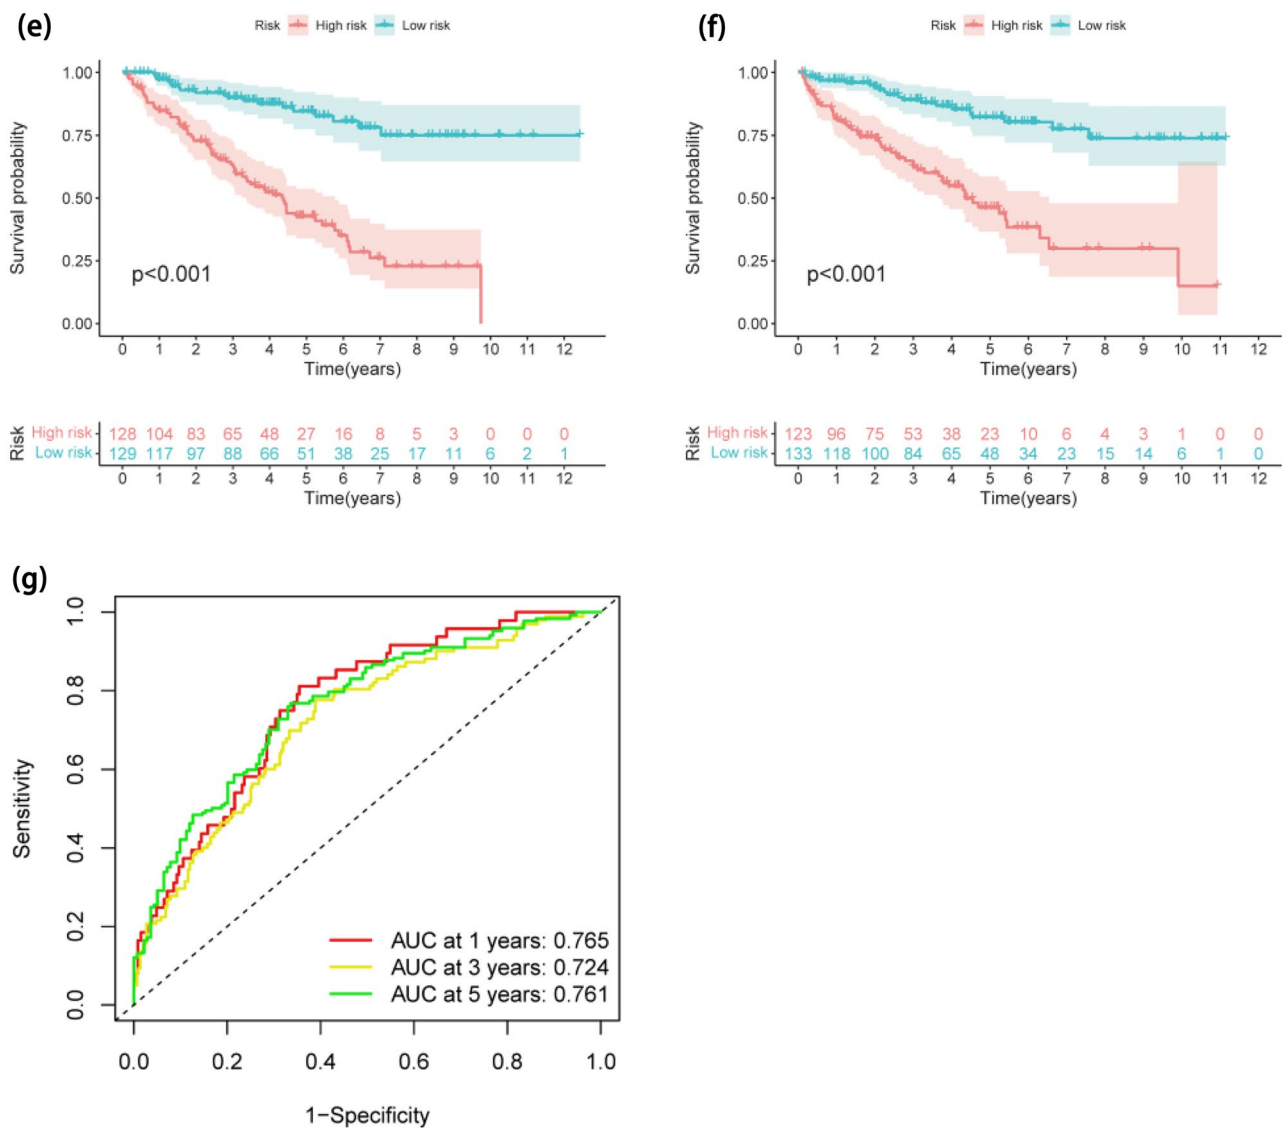 (e)
Risk High risk Low risk
1.00
0.75
0.50
0.25
0.00
Survival probability
p<0.001
0 1 2 3 4 5 6 7 8 9 10 11 12
Time(years)
Risk
High risk 128 104 83 65 48 27 16 8 5 3 0 0 0
Low risk 129 117 97 88 66 51 38 25 17 11 6 2 1
0 1 2 3 4 5 6 7 8 9 10 11 12
Time(years)
(f)
Risk High risk Low risk
1.00
0.75
0.50
0.25
0.00
Survival probability
p<0.001
0 1 2 3 4 5 6 7 8 9 10 11 12
Time(years)
Risk
High risk 123 96 75 53 38 23 10 6 4 3 1 0 0
Low risk 133 118 100 84 65 48 34 23 15 14 6 1 0
0 1 2 3 4 5 6 7 8 9 10 11 12
Time(years)
(g)
1.0
0.8
0.6
0.4
0.2
0.0
Sensitivity
AUC at 1 years: 0.765
AUC at 3 years: 0.724
AUC at 5 years: 0.761
0.0 0.2 0.4 0.6 0.8 1.0
1−Specificity